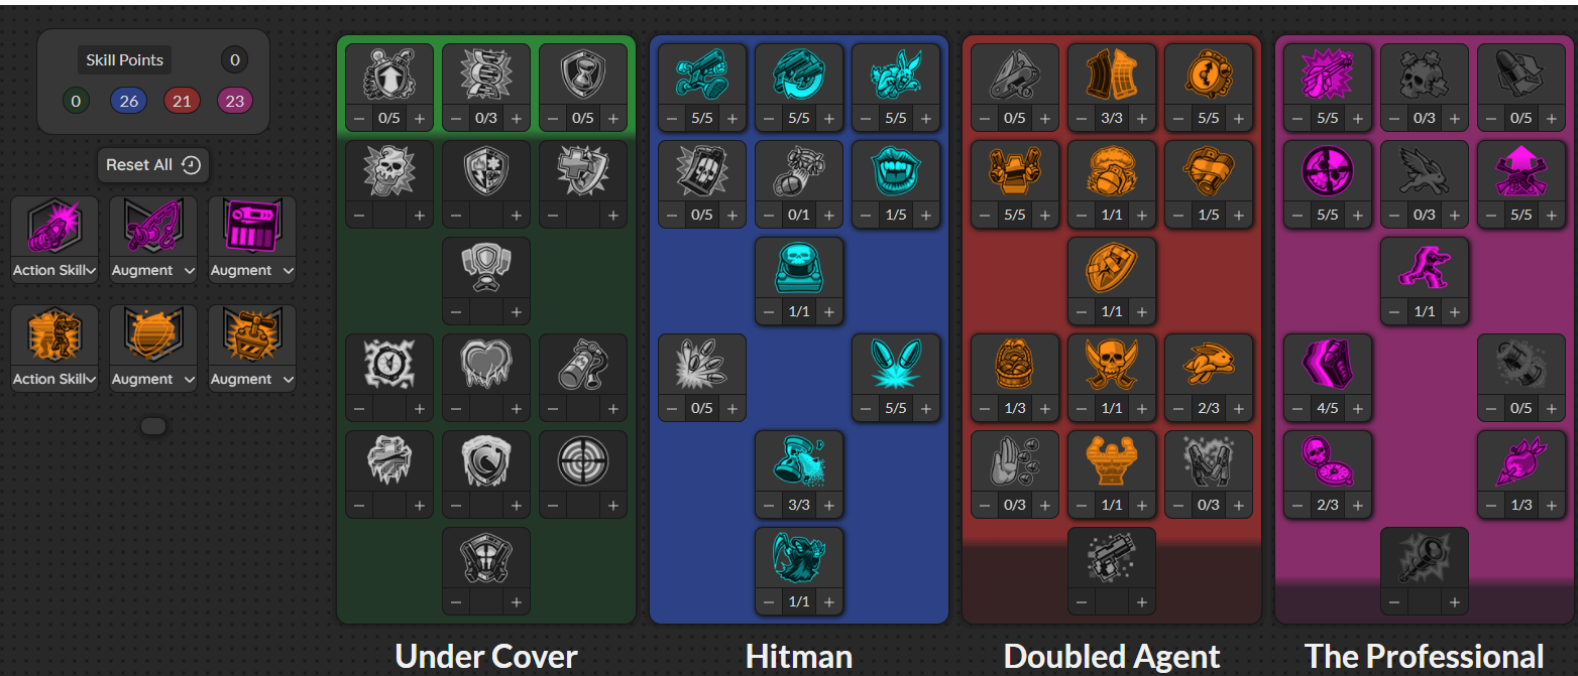 Skill Points 0
0 26 21 23
Reset All
Action Skill Augment Augment
Action Skill Augment Augment
− 0/5 + − 0/3 + − 0/5 +
− + − + − +
− +
− + − + − +
− + − + − +
− +
Under Cover
− 5/5 + − 5/5 + − 5/5 +
− 0/5 + − 0/1 + − 1/5 +
− 1/1 +
− 0/5 + − 5/5 +
− 3/3 +
− 1/1 +
Hitman
− 0/5 + − 3/3 + − 5/5 +
− 5/5 + − 1/1 + − 1/5 +
− 1/1 +
− 1/3 + − 1/1 + − 2/3 +
− 0/3 + − 1/1 + − 0/3 +
− +
Doubled Agent
− 5/5 + − 0/3 + − 0/5 +
− 5/5 + − 0/3 + − 5/5 +
− 1/1 +
− 4/5 + − 0/5 +
− 2/3 + − 1/3 +
− +
The Professional